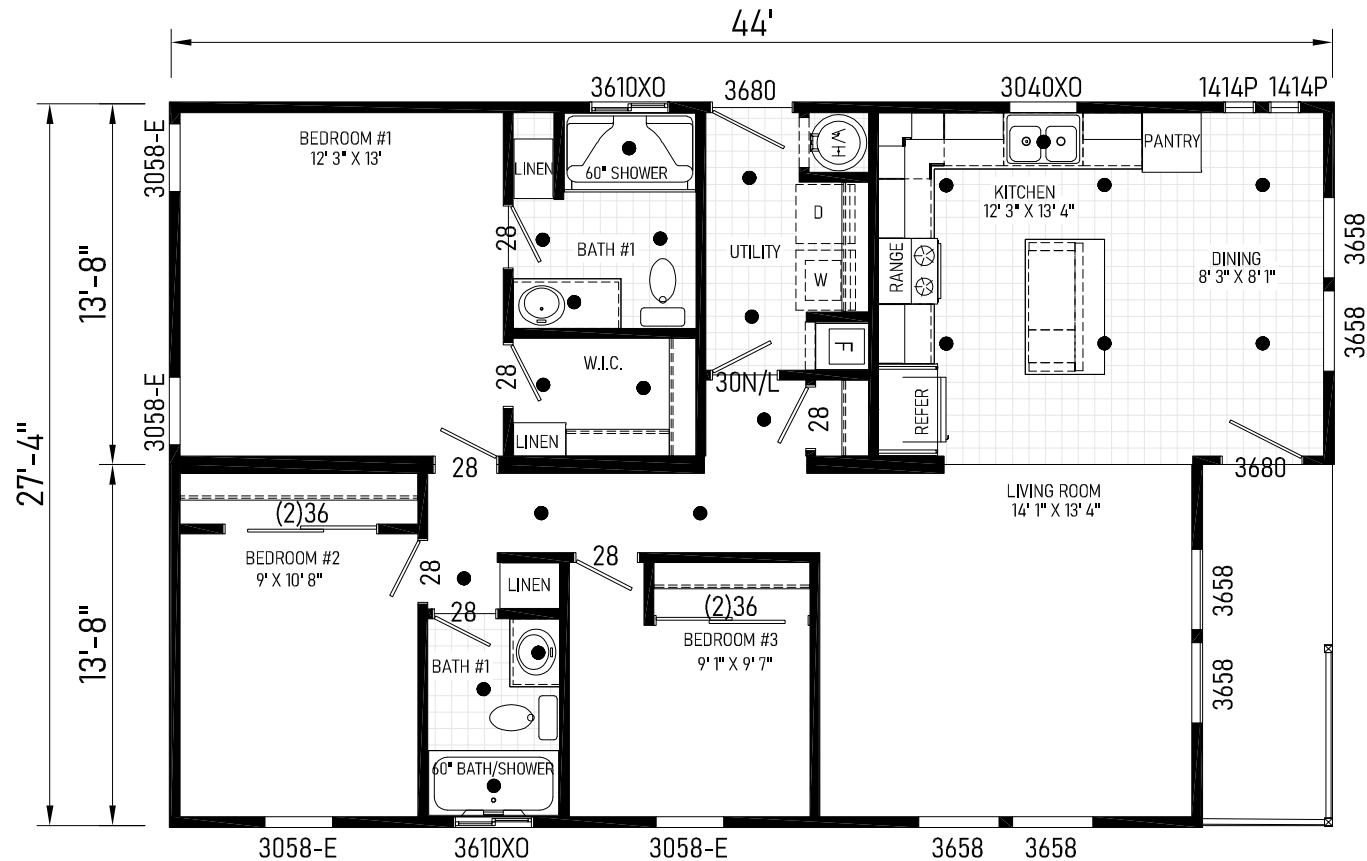 44'
3610XO
3680
3040XO
1414P
1414P
3058-E
BEDROOM #1
12' 3" X 13'
LINEN
60" SHOWER
WH
PANTRY
KITCHEN
12' 3" X 13' 4"
D
28
BATH #1
UTILITY
RANGE
DINING
8' 3" X 8' 1"
3658
W
13'-8"
3658
F
W.I.C.
28
30N/L
28
REFER
3058-E
LINEN
27'-4"
28
3680
LIVING ROOM
14' 1" X 13' 4"
(2)36
BEDROOM #2
9' X 10' 8"
28
28
LINEN
3658
28
(2)36
13'-8"
BEDROOM #3
9' 1" X 9' 7"
BATH #1
3658
60" BATH/SHOWER
3058-E
3610XO
3058-E
3658
3658